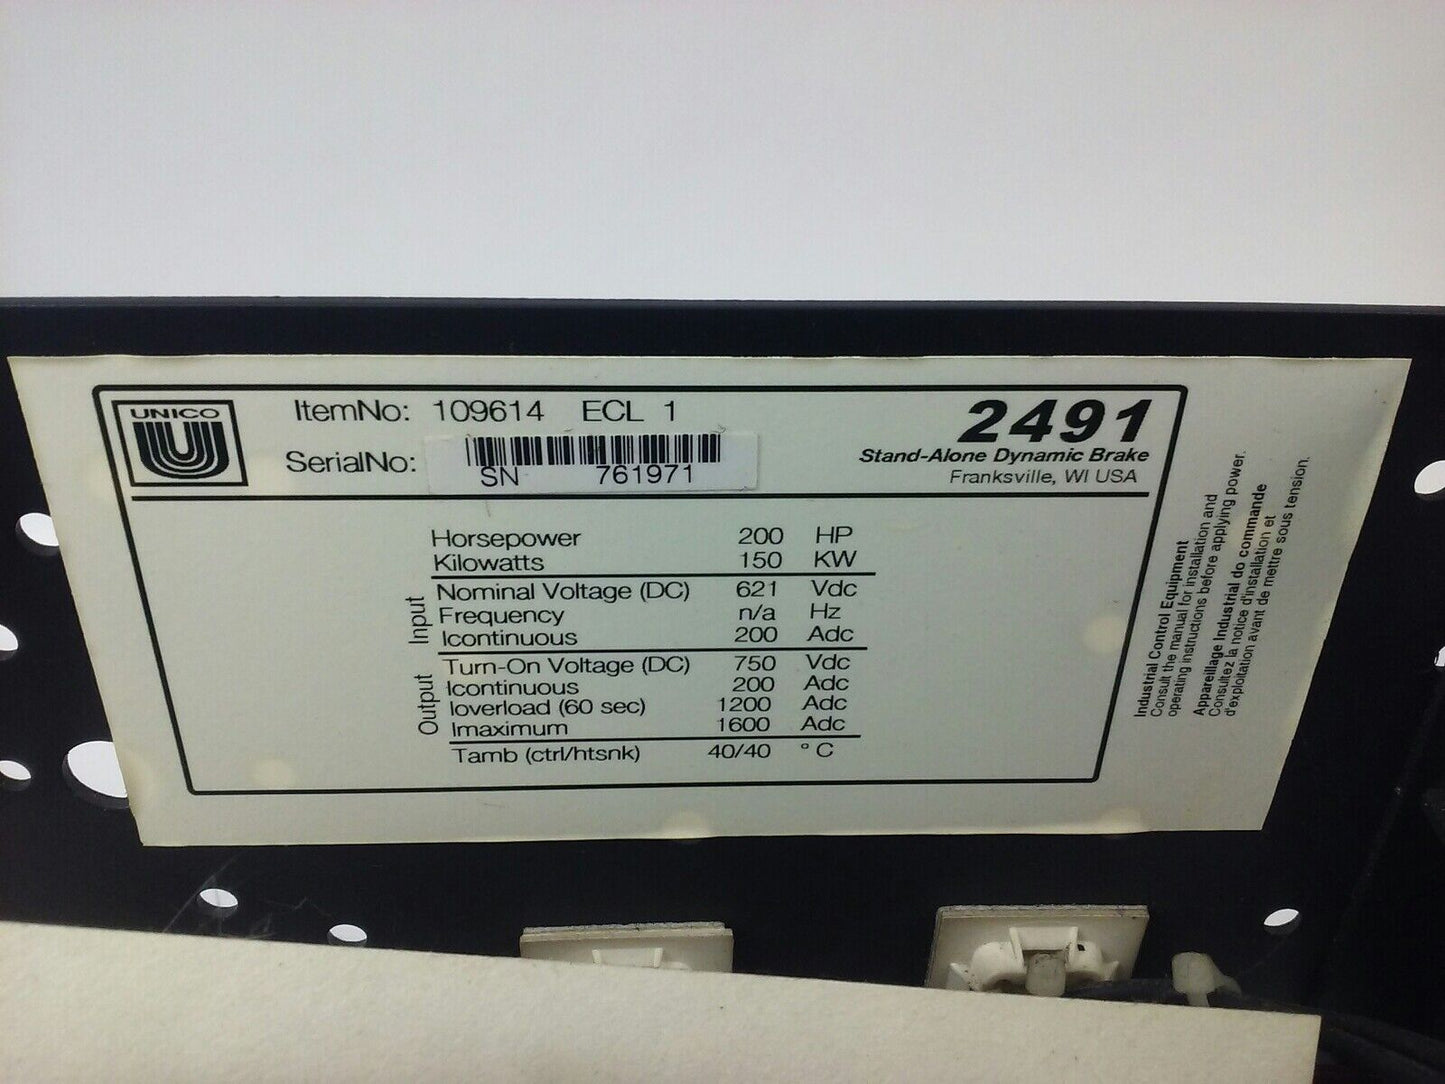 UNICO
ItemNo: 109614 ECL 1
SerialNo:
SN 761971
2491
Stand-Alone Dynamic Brake
Franksville, WI USA
Horsepower 200 HP
Kilowatts 150 KW
Input
Nominal Voltage (DC) 621 Vdc
Frequency n/a Hz
Icontinuous 200 Adc
Output
Turn-On Voltage (DC) 750 Vdc
Icontinuous 200 Adc
Ioverload (60 sec) 1200 Adc
Imaximum 1600 Adc
Tamb (ctrl/htsnk) 40/40 ° C
Industrial Control Equipment
Consult the manual for installation and
operating instructions before applying power.
Appareillage Industrial do commande
Consultez la notice d'installation et
d'exploitation avant de mettre sous tension.